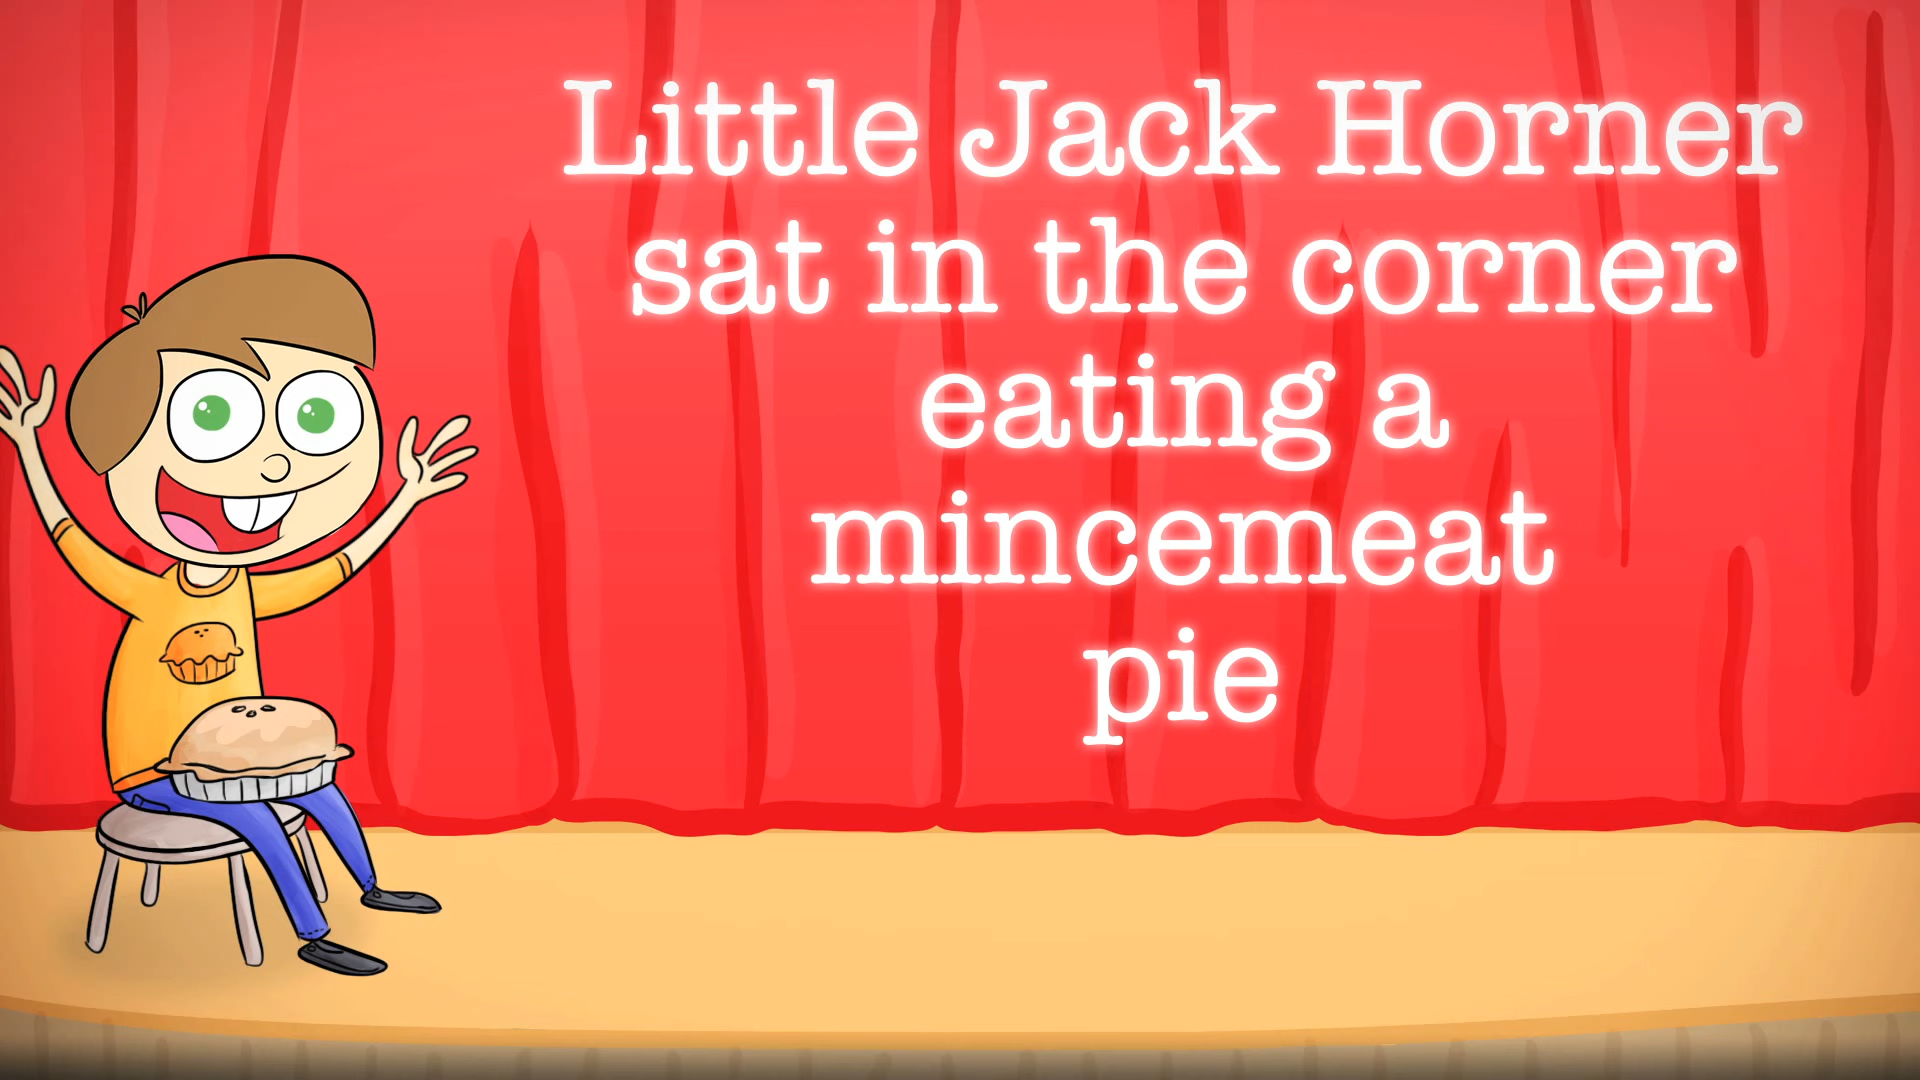 Little Jack Horner
sat in the corner
eating a
mincemeat
pie